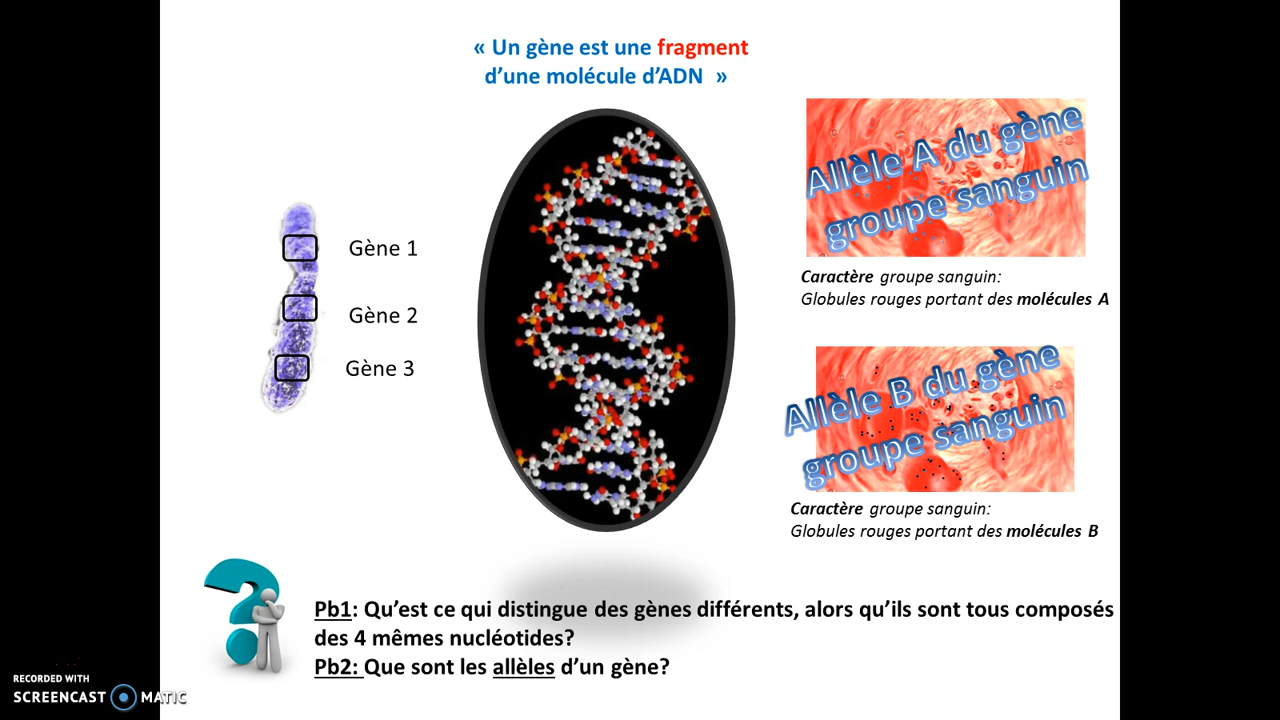 « Un gène est une fragment
d'une molécule d'ADN »
Gène 1
Gène 2
Gène 3
Allèle A du gène
groupe sanguin
Caractère groupe sanguin:
Globules rouges portant des molécules A
Allèle B du gène
groupe sanguin
Caractère groupe sanguin:
Globules rouges portant des molécules B
Pb1: Qu'est ce qui distingue des gènes différents, alors qu'ils sont tous composés
des 4 mêmes nucléotides?
Pb2: Que sont les allèles d'un gène?
RECORDED WITH
SCREENCAST MATIC